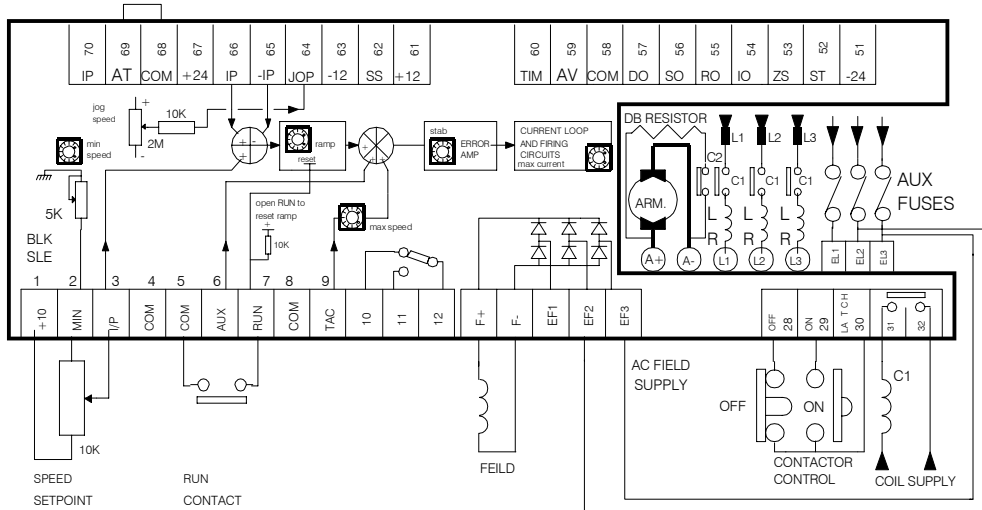 70 69 68 67 66 65 64 63 62 61
IP AT COM +24 IP -IP JOP -12 SS +12
60 59 58 57 56 55 54 53 52 51
TIM AV COM DO SO RO IO ZS ST -24
jog
speed
+
-
10K
2M
min
speed
5K
BLK
SLE
+ -
+ +
ramp
reset
open RUN to
reset ramp
+
10K
+ -
+ +
max speed
stab
ERROR
AMP
CURRENT LOOP
AND FIRING
CIRCUITS
max current
DB RESISTOR
ARM.
C2
L1 L2 L3
C1 C1 C1
L L L
R R R
A+ A- L1 L2 L3
AUX
FUSES
EL1 EL2 EL3
1 2 3 4 5 6 7 8 9
+10 MIN I/P COM COM AUX RUN COM TAC 10 11 12
F+ F- EF1 EF2 EF3
OFF 28
ON 29
LATCH 30
31 32
10K
SPEED
SETPOINT
RUN
CONTACT
FEILD
AC FIELD
SUPPLY
OFF ON
CONTACTOR
CONTROL
C1
COIL SUPPLY